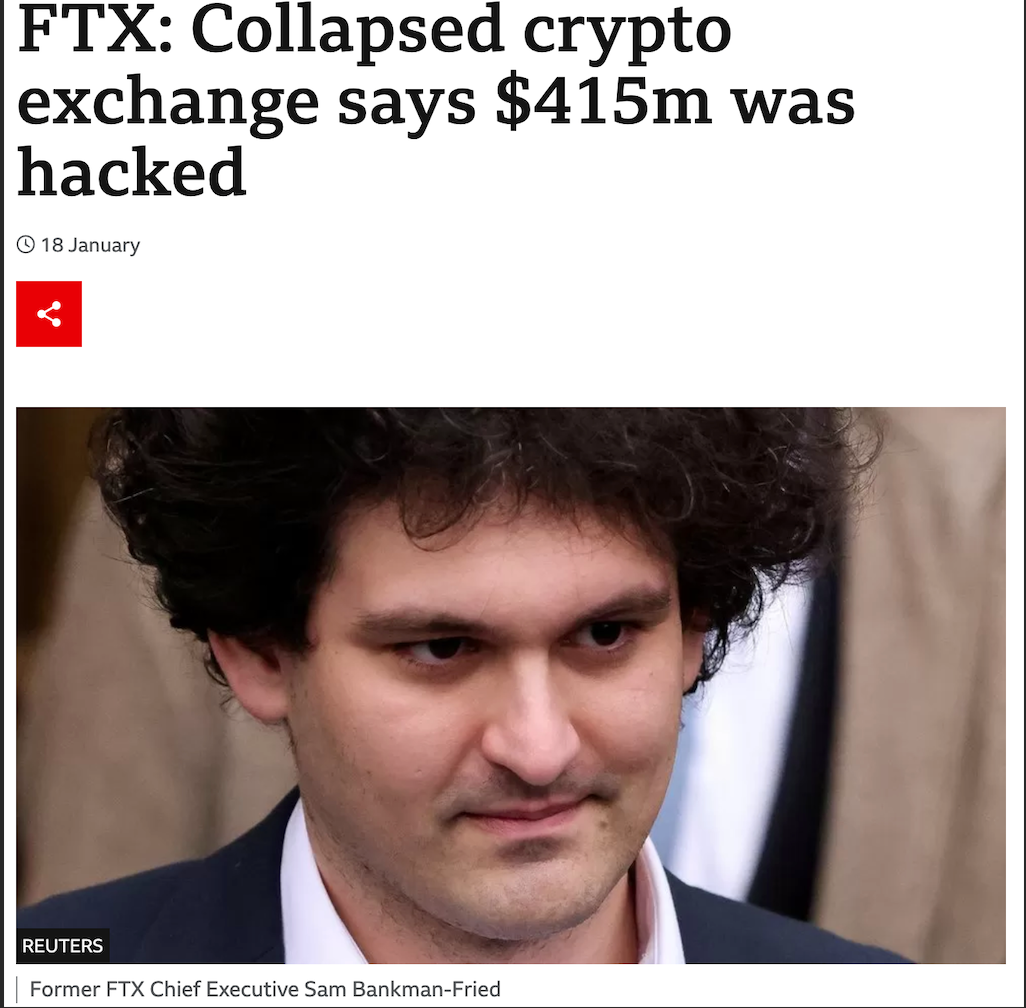 FTX: Collapsed crypto
exchange says $415m was
hacked
18 January
REUTERS
Former FTX Chief Executive Sam Bankman-Fried